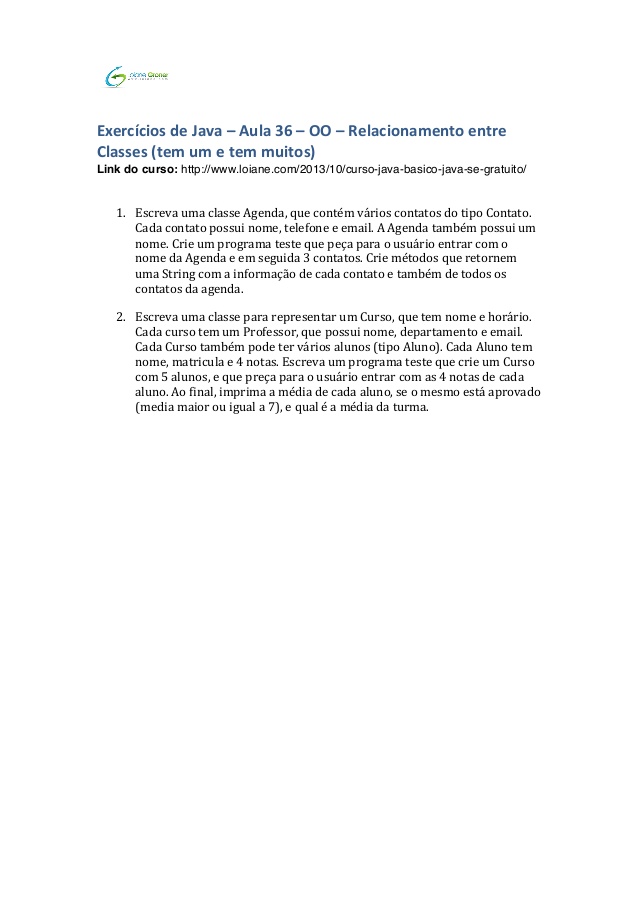 Loiane Groner
Exercícios de Java – Aula 36 – OO – Relacionamento entre
Classes (tem um e tem muitos)
Link do curso: http://www.loiane.com/2013/10/curso-java-basico-java-se-gratuito/
1. Escreva uma classe Agenda, que contém vários contatos do tipo Contato.
Cada contato possui nome, telefone e email. A Agenda também possui um
nome. Crie um programa teste que peça para o usuário entrar com o
nome da Agenda e em seguida 3 contatos. Crie métodos que retornem
uma String com a informação de cada contato e também de todos os
contatos da agenda.
2. Escreva uma classe para representar um Curso, que tem nome e horário.
Cada curso tem um Professor, que possui nome, departamento e email.
Cada Curso também pode ter vários alunos (tipo Aluno). Cada Aluno tem
nome, matricula e 4 notas. Escreva um programa teste que crie um Curso
com 5 alunos, e que preça para o usuário entrar com as 4 notas de cada
aluno. Ao final, imprima a média de cada aluno, se o mesmo está aprovado
(media maior ou igual a 7), e qual é a média da turma.